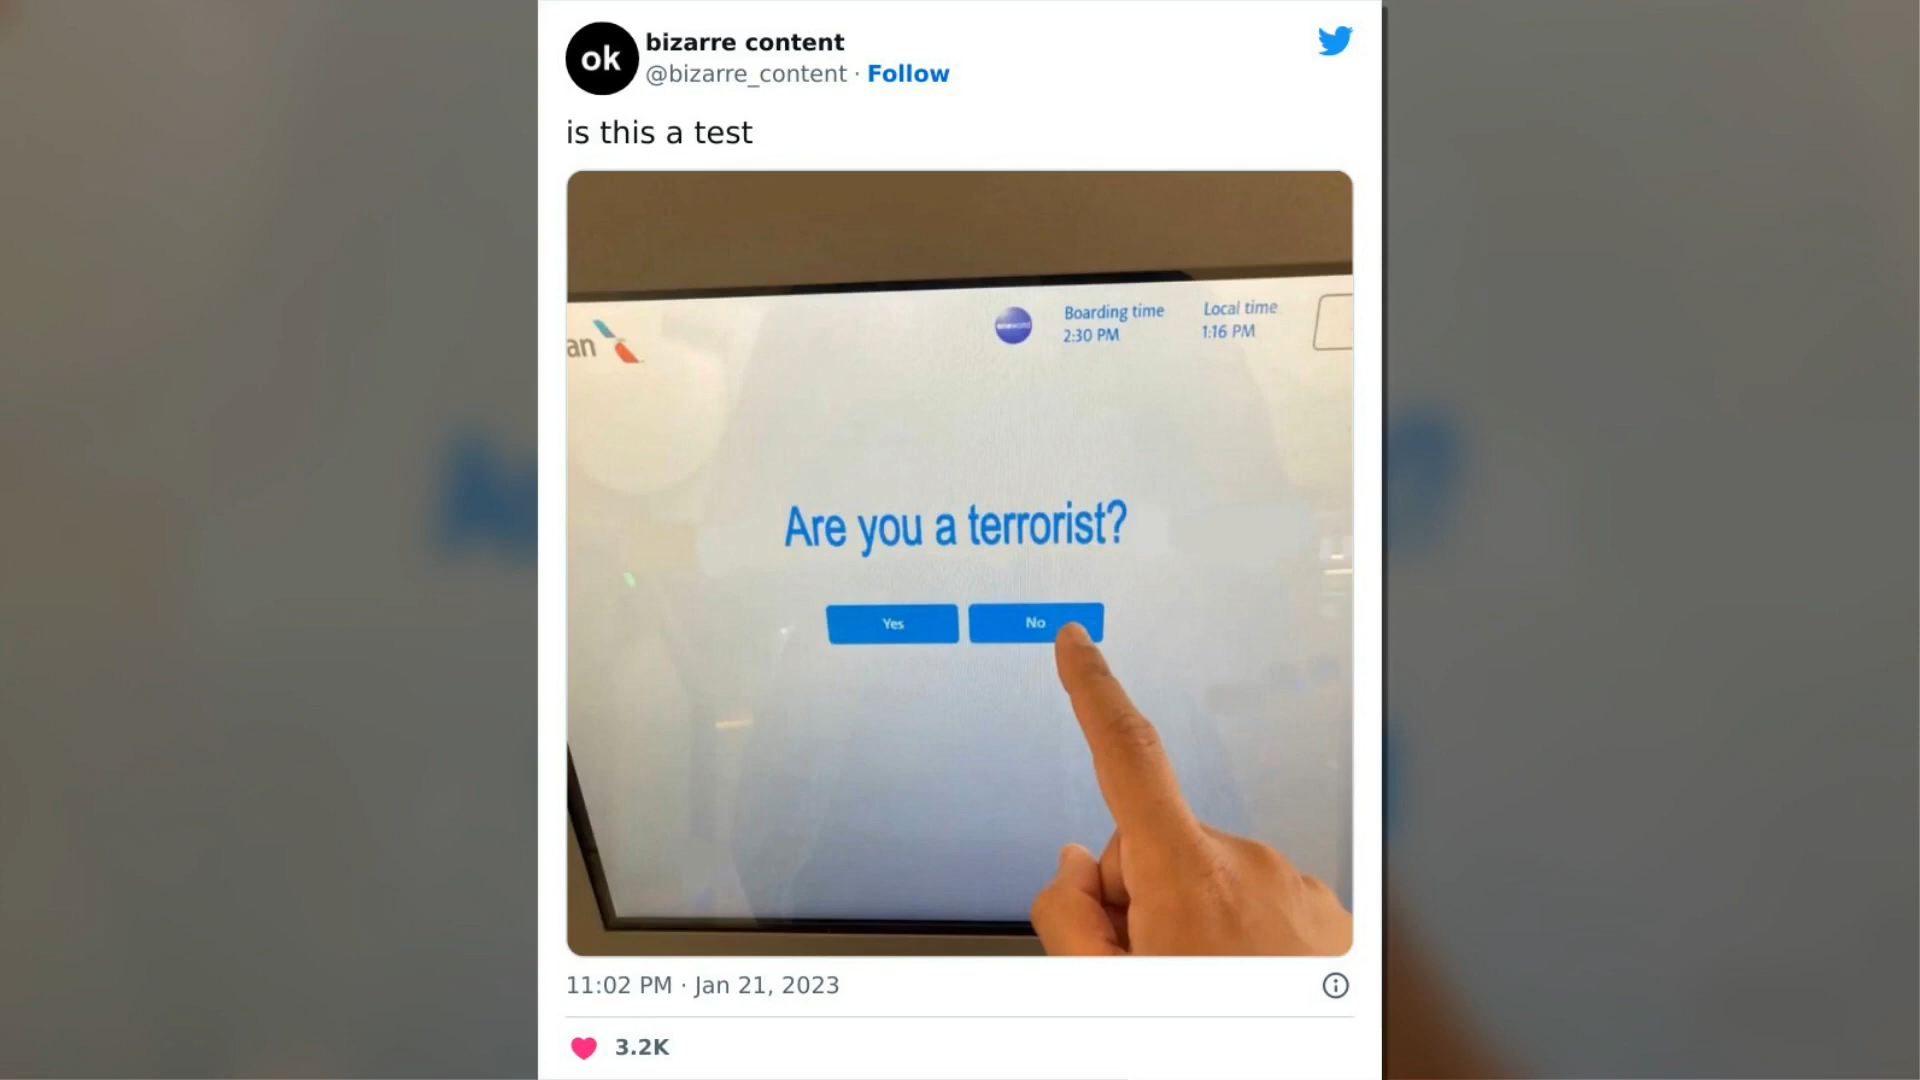 ok
bizarre content
@bizarre_content · Follow
is this a test
an
Boarding time
2:30 PM
Local time
1:16 PM
Are you a terrorist?
Yes
No
11:02 PM · Jan 21, 2023
3.2K